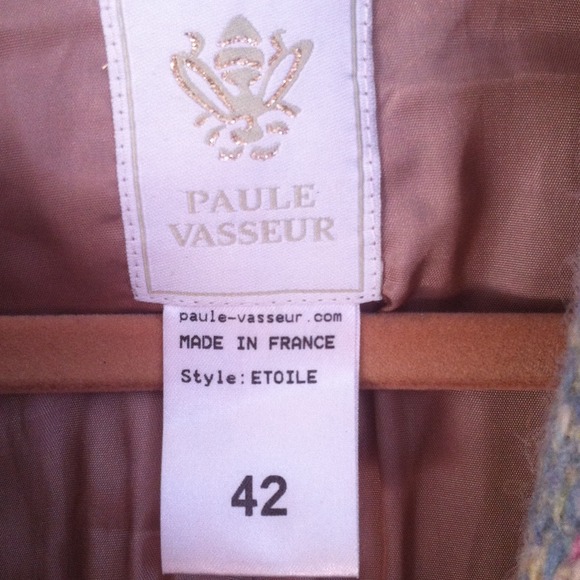 PAULE
VASSEUR
paule-vasseur.com
MADE IN FRANCE
Style: ETOILE
42